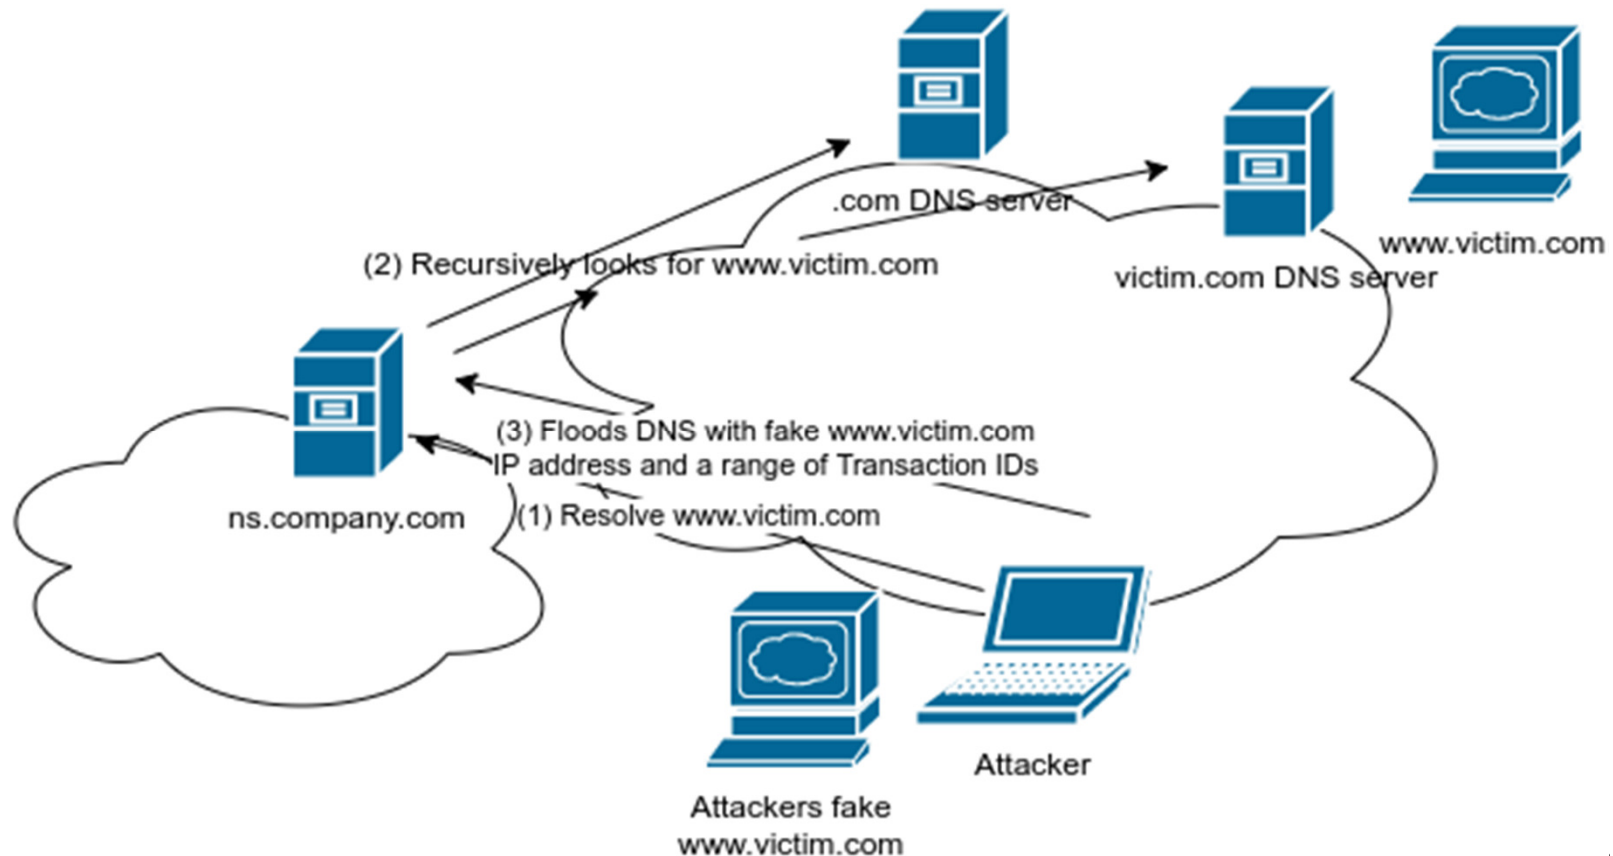 .com DNS server
www.victim.com
(2) Recursively looks for www.victim.com
victim.com DNS server
(3) Floods DNS with fake www.victim.com
IP address and a range of Transaction IDs
ns.company.com
(1) Resolve www.victim.com
Attacker
Attackers fake
www.victim.com